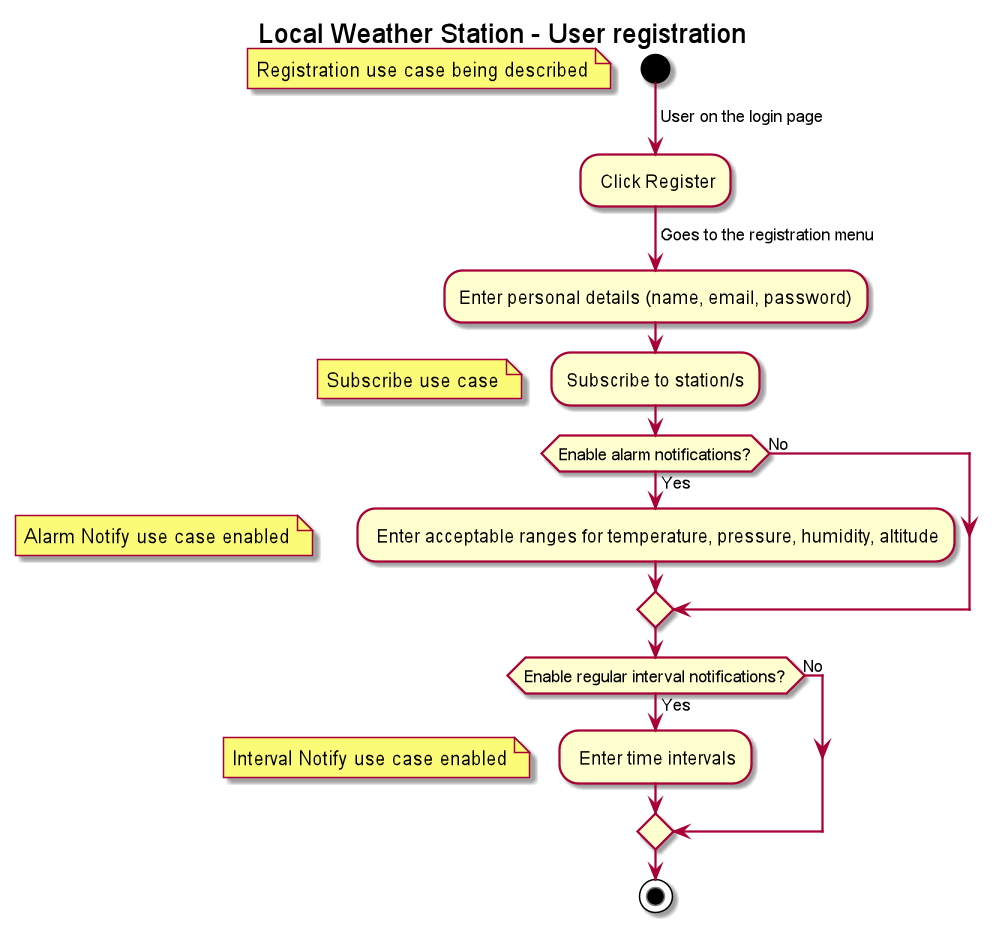 Local Weather Station - User registration
Registration use case being described
User on the login page
Click Register
Goes to the registration menu
Enter personal details (name, email, password)
Subscribe use case
Subscribe to station/s
Enable alarm notifications?
No
Yes
Alarm Notify use case enabled
Enter acceptable ranges for temperature, pressure, humidity, altitude
Enable regular interval notifications?
No
Yes
Interval Notify use case enabled
Enter time intervals